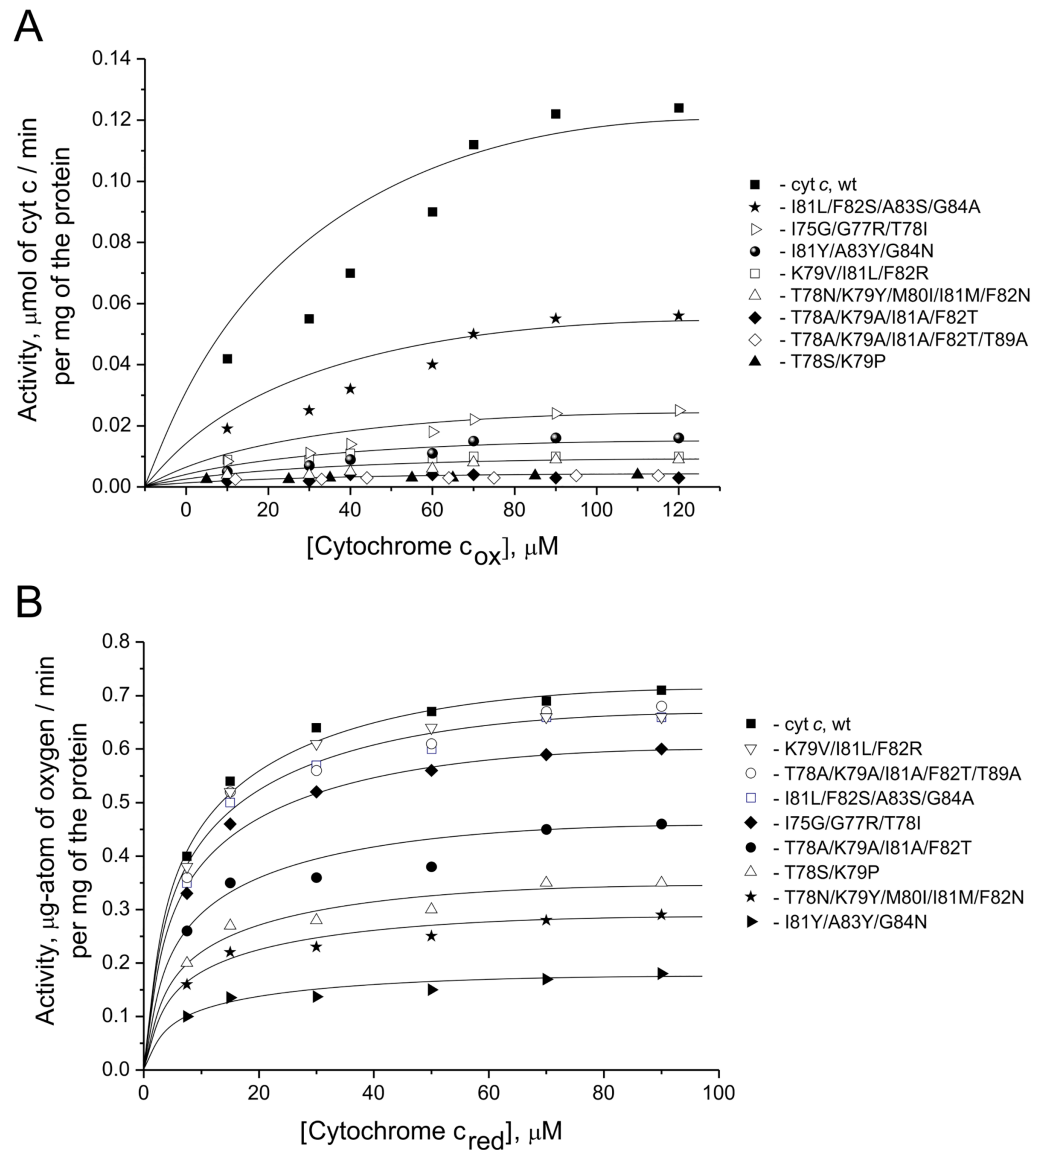 A
0.14
0.12
0.10
0.08
0.06
0.04
0.02
0.00
Activity, μmol of cyt c / min
per mg of the protein
0 20 40 60 80 100 120
[Cytochrome cox], μM
- cyt c, wt
- I81L/F82S/A83S/G84A
- I75G/G77R/T78I
- I81Y/A83Y/G84N
- K79V/I81L/F82R
- T78N/K79Y/M80I/I81M/F82N
- T78A/K79A/I81A/F82T
- T78A/K79A/I81A/F82T/T89A
- T78S/K79P
B
0.8
0.7
0.6
0.5
0.4
0.3
0.2
0.1
0.0
Activity, μg-atom of oxygen / min
per mg of the protein
0 20 40 60 80 100
[Cytochrome cred], μM
- cyt c, wt
- K79V/I81L/F82R
- T78A/K79A/I81A/F82T/T89A
- I81L/F82S/A83S/G84A
- I75G/G77R/T78I
- T78A/K79A/I81A/F82T
- T78S/K79P
- T78N/K79Y/M80I/I81M/F82N
- I81Y/A83Y/G84N